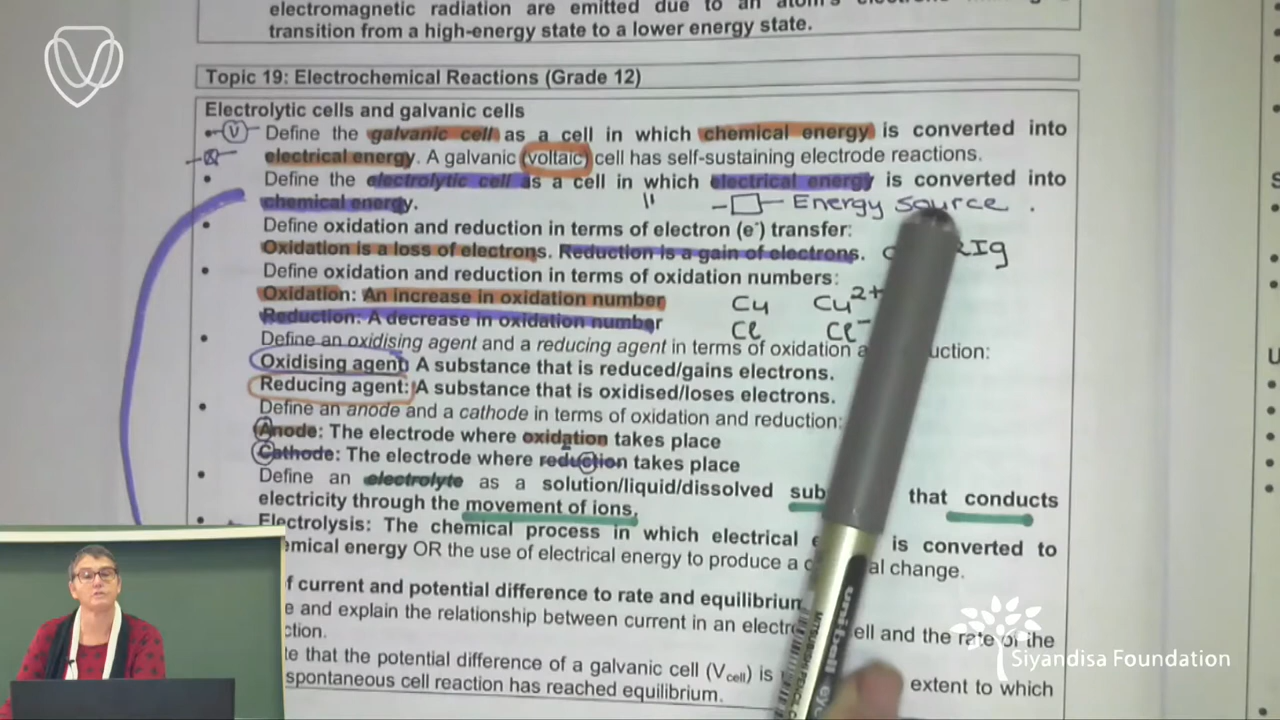 electromagnetic radiation are emitted due to an atom's
transition from a high-energy state to a lower energy state.
Topic 19: Electrochemical Reactions (Grade 12)
Electrolytic cells and galvanic cells
V Define the galvanic cell as a cell in which chemical energy is converted into
electrical energy. A galvanic (voltaic) cell has self-sustaining electrode reactions.
Define the electrolytic cell as a cell in which electrical energy is converted into
chemical energy. Energy source
Define oxidation and reduction in terms of electron (e-) transfer:
Oxidation is a loss of electrons. Reduction is a gain of electrons. RIg
Define oxidation and reduction in terms of oxidation numbers:
Oxidation: An increase in oxidation number Cu Cu2+
Reduction: A decrease in oxidation number Cl Cl-
Define an oxidising agent and a reducing agent in terms of oxidation
Oxidising agent: A substance that is reduced/gains electrons.
Reducing agent: A substance that is oxidised/loses electrons.
Define an anode and a cathode in terms of oxidation and reduction:
Anode: The electrode where oxidation takes place
Cathode: The electrode where reduction takes place
Define an electrolyte as a solution/liquid/dissolved that conducts
electricity through the movement of ions.
Electrolysis: The chemical process in which electrical is converted to
chemical energy OR the use of electrical energy to produce a change.
of current and potential difference to rate and equilibrium
and explain the relationship between current in an cell and the rate of the
that the potential difference of a galvanic cell (Vcell) is extent to which
spontaneous cell reaction has reached equilibrium.
uni-ball eye
Siyandisa Foundation